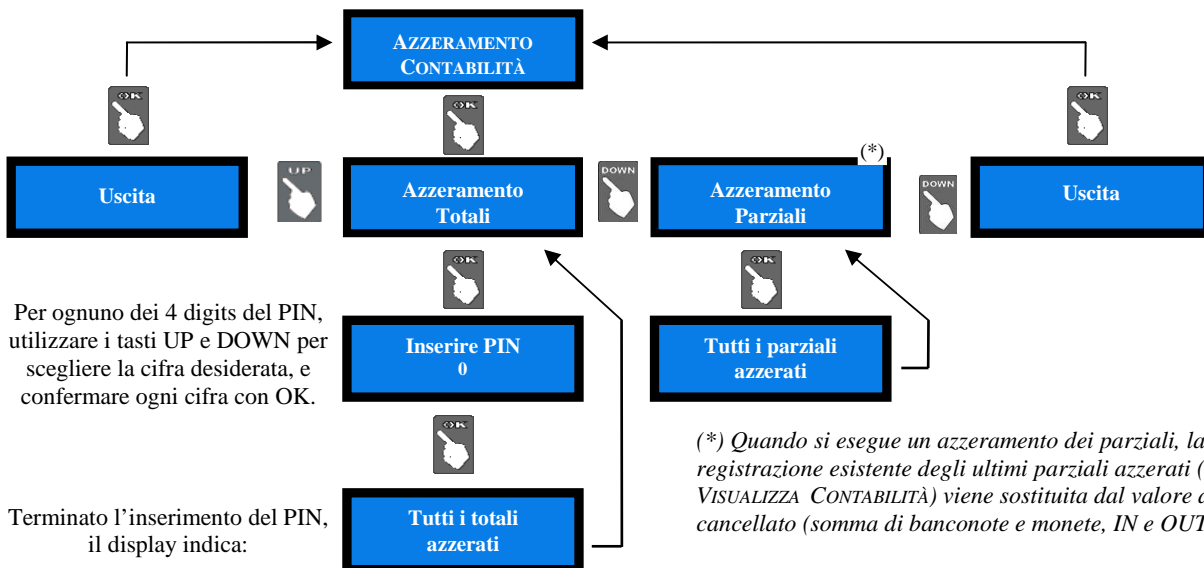 AZZERAMENTO
CONTABILITÀ
OK
OK
OK
(*)
Uscita
UP
Azzeramento
Totali
DOWN
Azzeramento
Parziali
DOWN
Uscita
OK
OK
Per ognuno dei 4 digits del PIN,
utilizzare i tasti UP e DOWN per
scegliere la cifra desiderata, e
confermare ogni cifra con OK.
Inserire PIN
0
Tutti i parziali
azzerati
OK
(*) Quando si esegue un azzeramento dei parziali, la
registrazione esistente degli ultimi parziali azzerati (
VISUALIZZA CONTABILITÀ) viene sostituita dal valore
cancellato (somma di banconote e monete, IN e OUT
Terminato l’inserimento del PIN,
il display indica:
Tutti i totali
azzerati